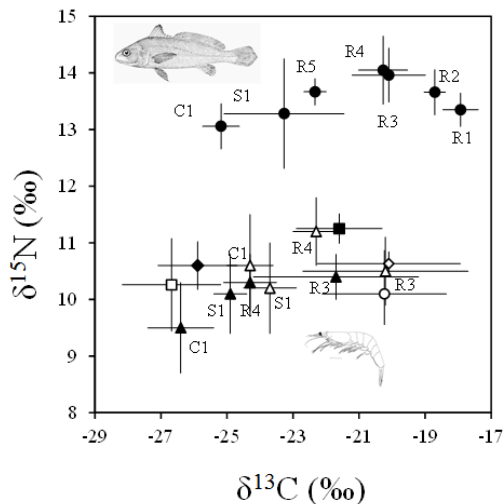 15
14
13
12
11
10
9
8
δ¹⁵N (‰)
R4
R5
R2
S1
C1
R3
R1
C1
R4
R3
R3
S1
R4
S1
C1
-29
-27
-25
-23
-21
-19
-17
δ¹³C (‰)